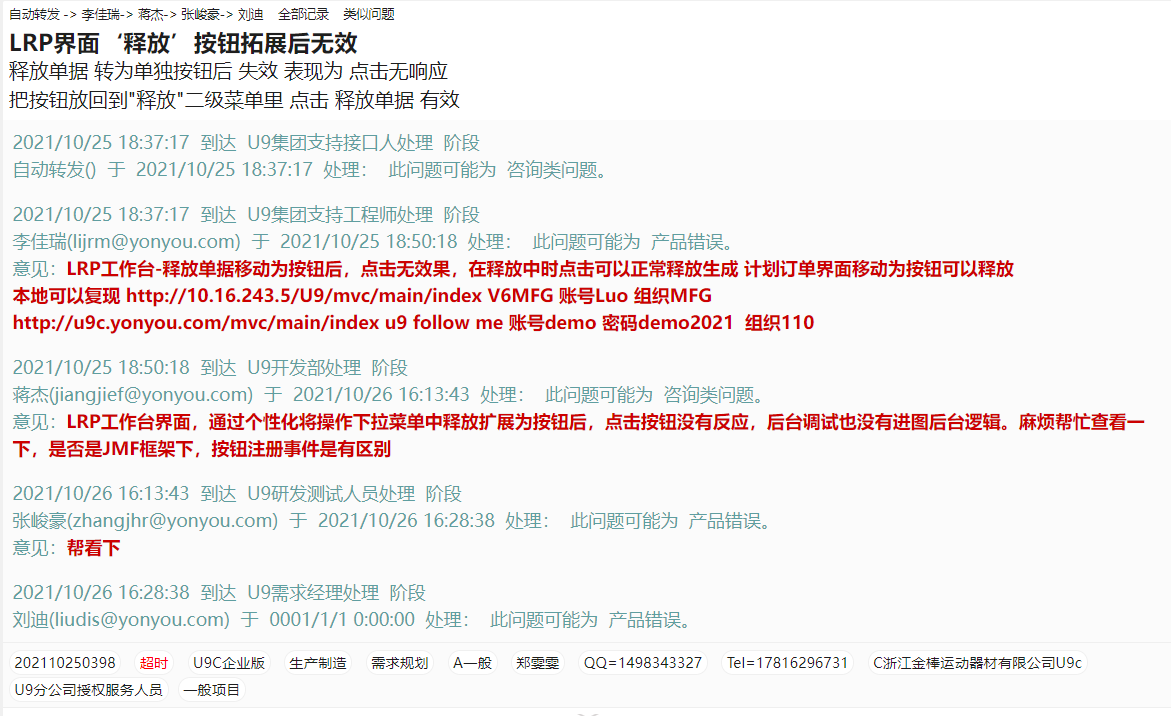 自动转发 -> 李佳瑞-> 蒋杰-> 张峻豪-> 刘迪 全部记录 类似问题
LRP界面‘释放’按钮拓展后无效
释放单据 转为单独按钮后 失效 表现为 点击无响应
把按钮放回到"释放"二级菜单里 点击 释放单据 有效
2021/10/25 18:37:17 到达 U9集团支持接口人处理 阶段
自动转发() 于 2021/10/25 18:37:17 处理： 此问题可能为 咨询类问题。
2021/10/25 18:37:17 到达 U9集团支持工程师处理 阶段
李佳瑞(lijrm@yonyou.com) 于 2021/10/25 18:50:18 处理： 此问题可能为 产品错误。
意见：LRP工作台-释放单据移动为按钮后，点击无效果，在释放中时点击可以正常释放生成 计划订单界面移动为按钮可以释放
本地可以复现 http://10.16.243.5/U9/mvc/main/index V6MFG 账号Luo 组织MFG
http://u9c.yonyou.com/mvc/main/index u9 follow me 账号demo 密码demo2021 组织110
2021/10/25 18:50:18 到达 U9开发部处理 阶段
蒋杰(jiangjief@yonyou.com) 于 2021/10/26 16:13:43 处理： 此问题可能为 咨询类问题。
意见：LRP工作台界面，通过个性化将操作下拉菜单中释放扩展为按钮后，点击按钮没有反应，后台调试也没有进图后台逻辑。麻烦帮忙查看一
下，是否是JMF框架下，按钮注册事件是有区别
2021/10/26 16:13:43 到达 U9研发测试人员处理 阶段
张峻豪(zhangjhr@yonyou.com) 于 2021/10/26 16:28:38 处理： 此问题可能为 产品错误。
意见：帮看下
2021/10/26 16:28:38 到达 U9需求经理处理 阶段
刘迪(liudis@yonyou.com) 于 0001/1/1 0:00:00 处理： 此问题可能为 产品错误。
202110250398 超时 U9C企业版 生产制造 需求规划 A一般 郑雯雯 QQ=1498343327 Tel=17816296731 C浙江金棒运动器材有限公司U9c
U9分公司授权服务人员 一般项目